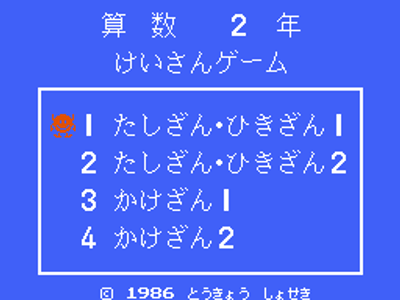 算数 2年
けいさんゲーム
1 たしざん・ひきざん1
2 たしざん・ひきざん2
3 かけざん1
4 かけざん2
© 1986 とうきょう しょせき